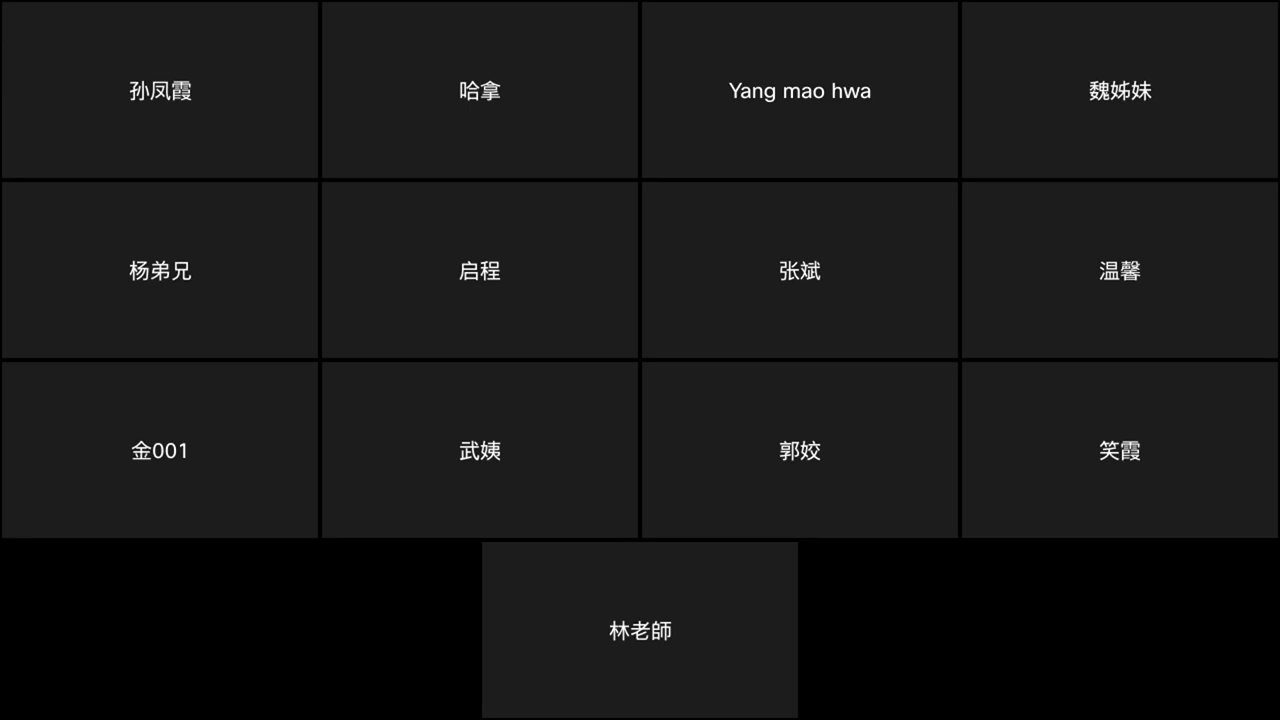 孙凤霞
哈拿
Yang mao hwa
魏姊妹
杨弟兄
启程
张斌
温馨
金001
武姨
郭姣
笑霞
林老師